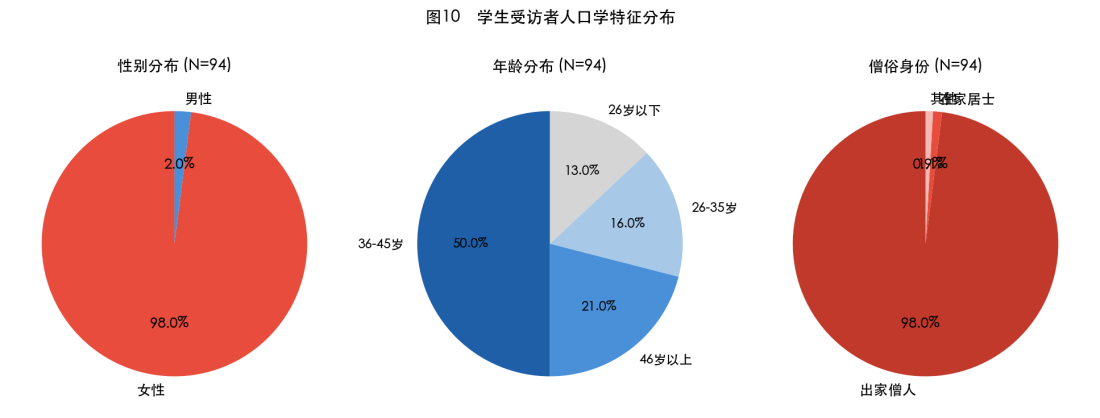 图10　学生受访者人口学特征分布
性别分布 (N=94)
男性
2.0%
98.0%
女性
年龄分布 (N=94)
26岁以下
13.0%
26-35岁
16.0%
36-45岁
50.0%
21.0%
46岁以上
僧俗身份 (N=94)
其他
在家居士
98.0%
出家僧人